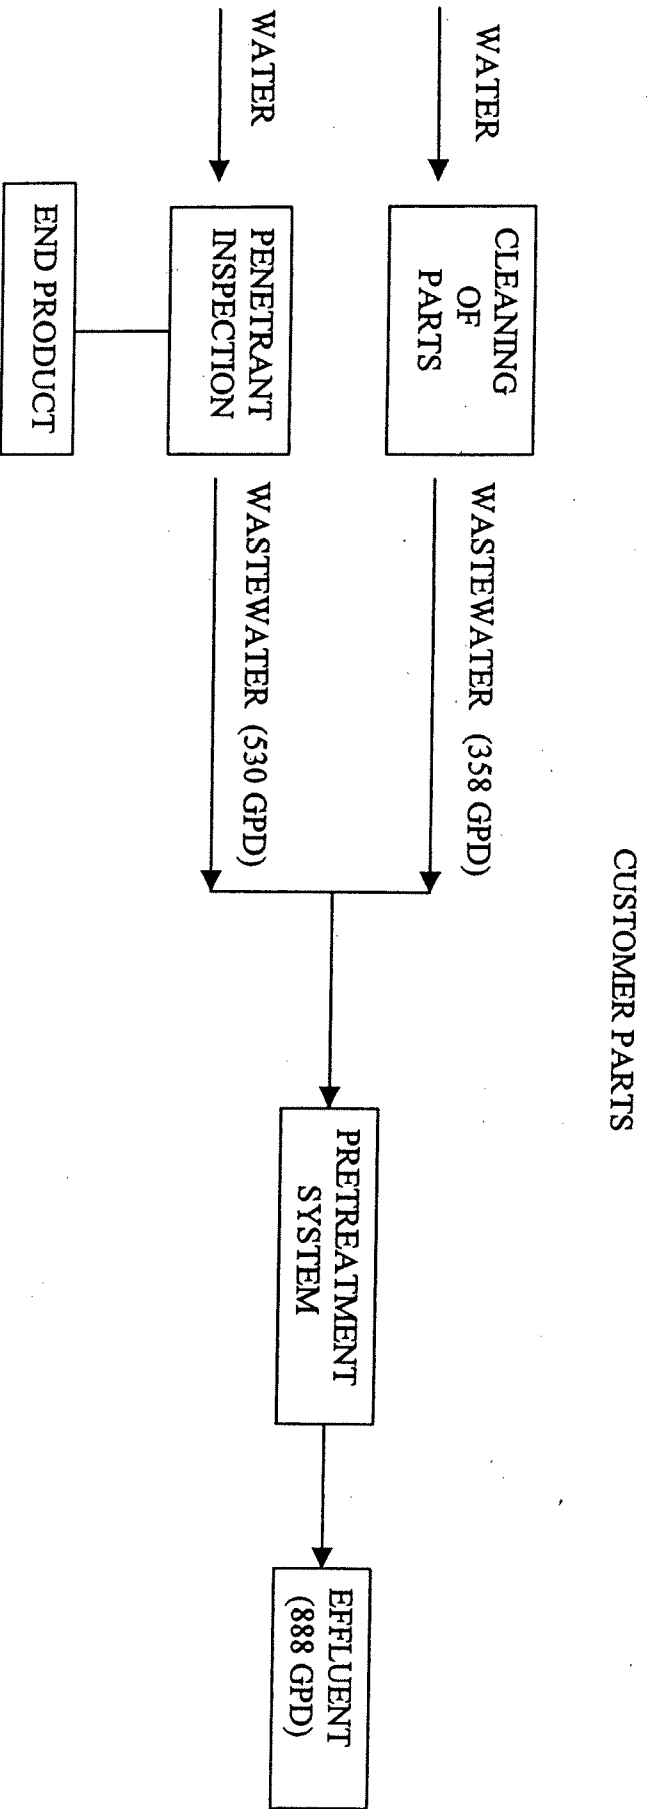 CUSTOMER PARTS
WATER
CLEANING
OF
PARTS
WASTEWATER (358 GPD)
WATER
PENETRANT
INSPECTION
WASTEWATER (530 GPD)
PRETREATMENT
SYSTEM
EFFLUENT
(888 GPD)
END PRODUCT